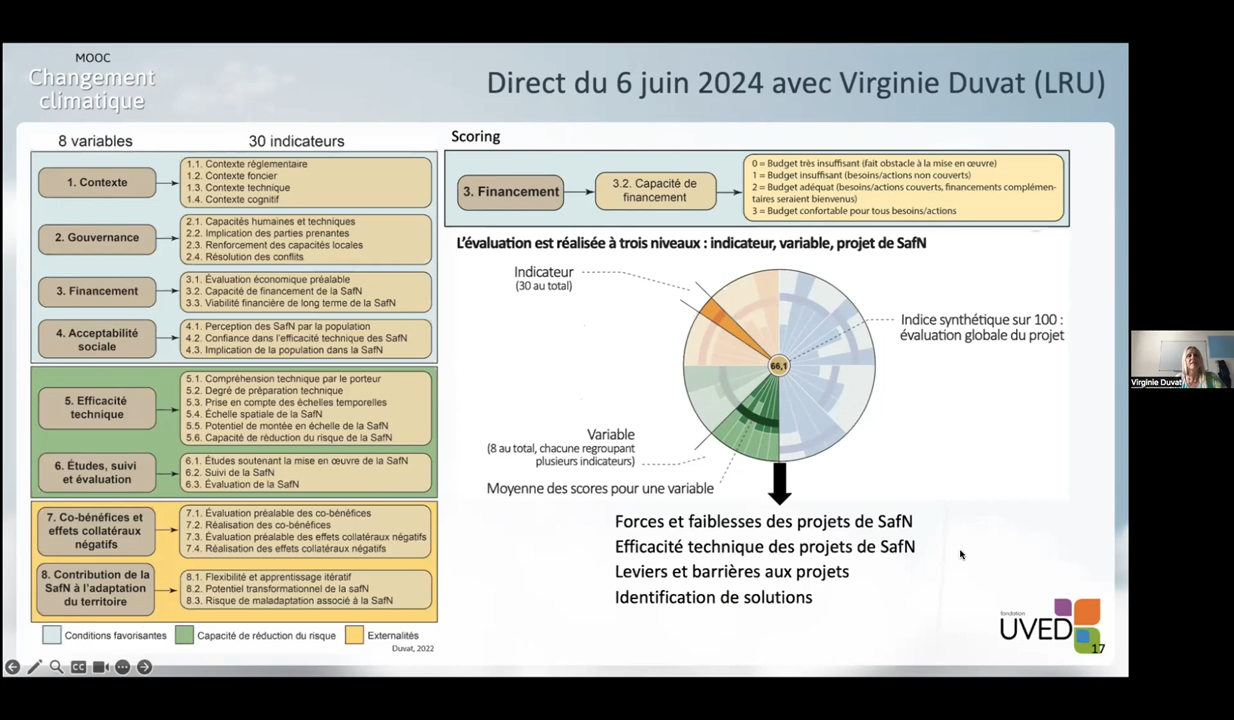 MOOC
Changement
climatique
Direct du 6 juin 2024 avec Virginie Duvat (LRU)
8 variables
30 indicateurs
1. Contexte
1.1. Contexte réglementaire
1.2. Contexte foncier
1.3. Contexte technique
1.4. Contexte cognitif
2. Gouvernance
2.1. Capacités humaines et techniques
2.2. Implication des parties prenantes
2.3. Renforcement des capacités locales
2.4. Résolution des conflits
3. Financement
3.1. Évaluation économique préalable
3.2. Capacité de financement de la SafN
3.3. Viabilité financière de long terme de la SafN
4. Acceptabilité
sociale
4.1. Perception des SafN par la population
4.2. Confiance dans l'efficacité technique des SafN
4.3. Implication de la population dans la SafN
5. Efficacité
technique
5.1. Compréhension technique par le porteur
5.2. Degré de préparation technique
5.3. Prise en compte des échelles temporelles
5.4. Échelle spatiale de la SafN
5.5. Potentiel de montée en échelle de la SafN
5.6. Capacité de réduction du risque de la SafN
6. Études, suivi
et évaluation
6.1. Études soutenant la mise en œuvre de la SafN
6.2. Suivi de la SafN
6.3. Évaluation de la SafN
7. Co-bénéfices et
effets collatéraux
négatifs
7.1. Évaluation préalable des co-bénéfices
7.2. Réalisation des co-bénéfices
7.3. Évaluation préalable des effets collatéraux négatifs
7.4. Réalisation des effets collatéraux négatifs
8. Contribution de la
SafN à l'adaptation
du territoire
8.1. Flexibilité et apprentissage itératif
8.2. Potentiel transformationnel de la safN
8.3. Risque de maladaptation associé à la SafN
Conditions favorisantes
Capacité de réduction du risque
Externalités
Duvat, 2022
Scoring
3. Financement
3.2. Capacité de
financement
0 = Budget très insuffisant (fait obstacle à la mise en œuvre)
1 = Budget insuffisant (besoins/actions non couverts)
2 = Budget adéquat (besoins/actions couverts, financements complémen-
taires seraient bienvenus)
3 = Budget confortable pour tous besoins/actions
L'évaluation est réalisée à trois niveaux : indicateur, variable, projet de SafN
Indicateur
(30 au total)
Indice synthétique sur 100 :
évaluation globale du projet
66,1
Variable
(8 au total, chacune regroupant
plusieurs indicateurs)
Moyenne des scores pour une variable
Forces et faiblesses des projets de SafN
Efficacité technique des projets de SafN
Leviers et barrières aux projets
Identification de solutions
fondation
UVED
17
CC
Virginie Duvat